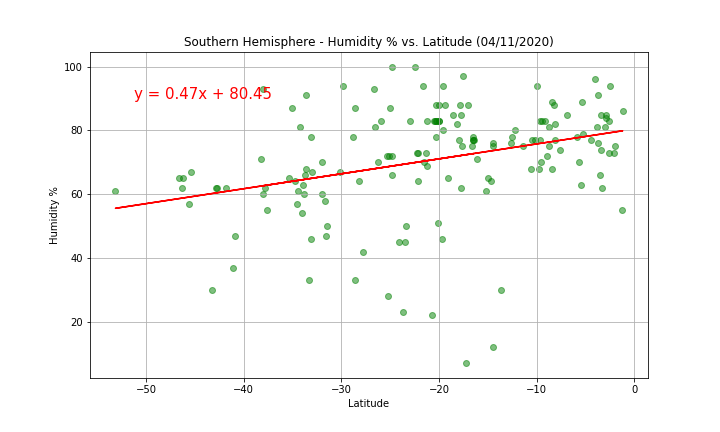 Southern Hemisphere - Humidity % vs. Latitude (04/11/2020)
y = 0.47x + 80.45
Humidity %
100
80
60
40
20
−50 −40 −30 −20 −10 0
Latitude